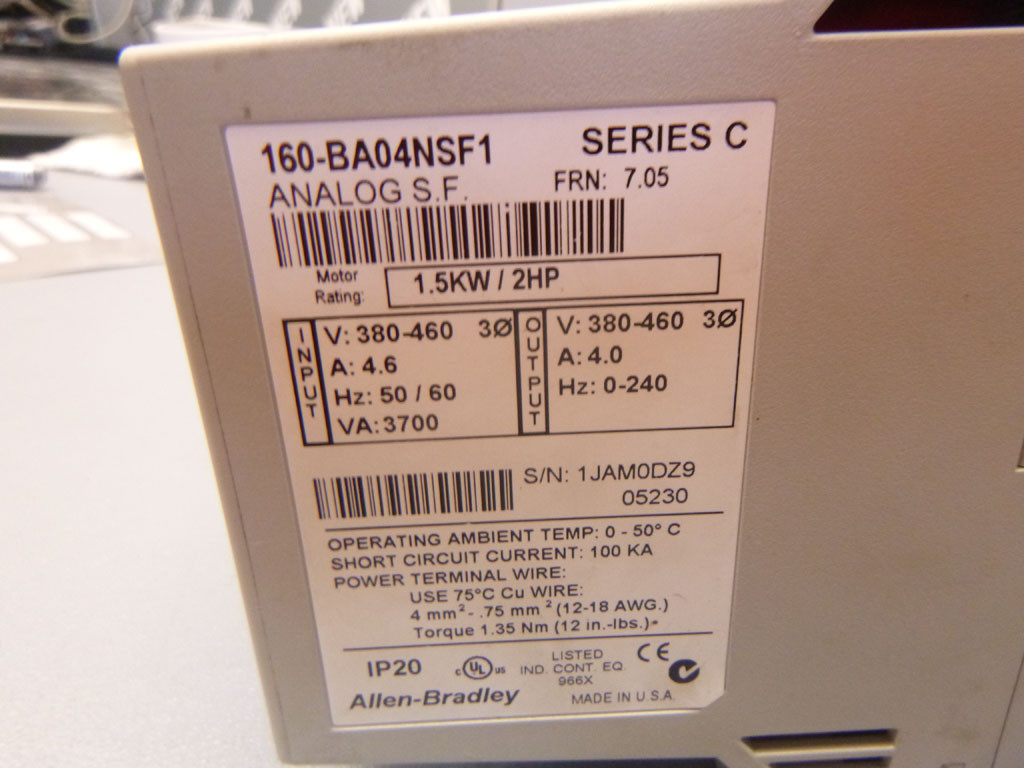 160-BA04NSF1 SERIES C
ANALOG S.F. FRN: 7.05
Motor
Rating: 1.5KW / 2HP
INPUT
V: 380-460 3Ø
A: 4.6
Hz: 50 / 60
VA: 3700
OUTPUT
V: 380-460 3Ø
A: 4.0
Hz: 0-240
S/N: 1JAM0DZ9
05230
OPERATING AMBIENT TEMP: 0 - 50° C
SHORT CIRCUIT CURRENT: 100 KA
POWER TERMINAL WIRE:
USE 75°C Cu WIRE:
4 mm² - .75 mm² (12-18 AWG.)
Torque 1.35 Nm (12 in.-lbs.)
IP20 c UL us LISTED
IND. CONT. EQ.
966X
CE
Allen-Bradley MADE IN U.S.A.